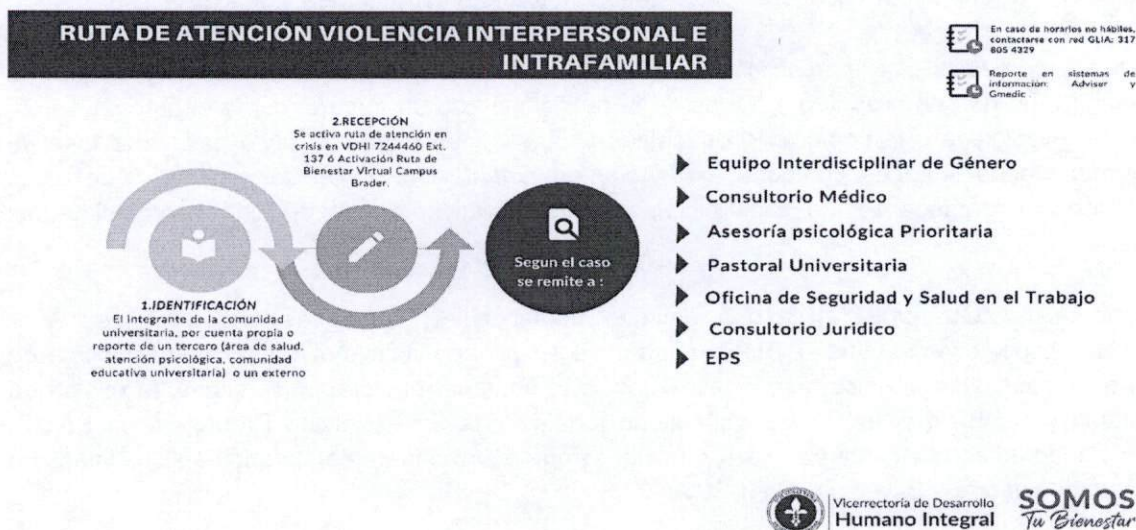 RUTA DE ATENCIÓN VIOLENCIA INTERPERSONAL E
INTRAFAMILIAR
En caso de horarios no hábiles,
contactarse con red GLIA: 317
805 4329
Reporte en sistemas de
información: Adviser y
Gmedic
2.RECEPCIÓN
Se activa ruta de atención en
crisis en VDHI 7244460 Ext.
137 ó Activación Ruta de
Bienestar Virtual Campus
Brader.
1.IDENTIFICACIÓN
El integrante de la comunidad
universitaria, por cuenta propia o
reporte de un tercero (área de salud,
atención psicológica, comunidad
educativa universitaria) o un externo
Segun el caso
se remite a :
Equipo Interdisciplinar de Género
Consultorio Médico
Asesoría psicológica Prioritaria
Pastoral Universitaria
Oficina de Seguridad y Salud en el Trabajo
Consultorio Juridico
EPS
Vicerrectoría de Desarrollo
Humano Integral
SOMOS
Tu Bienestar